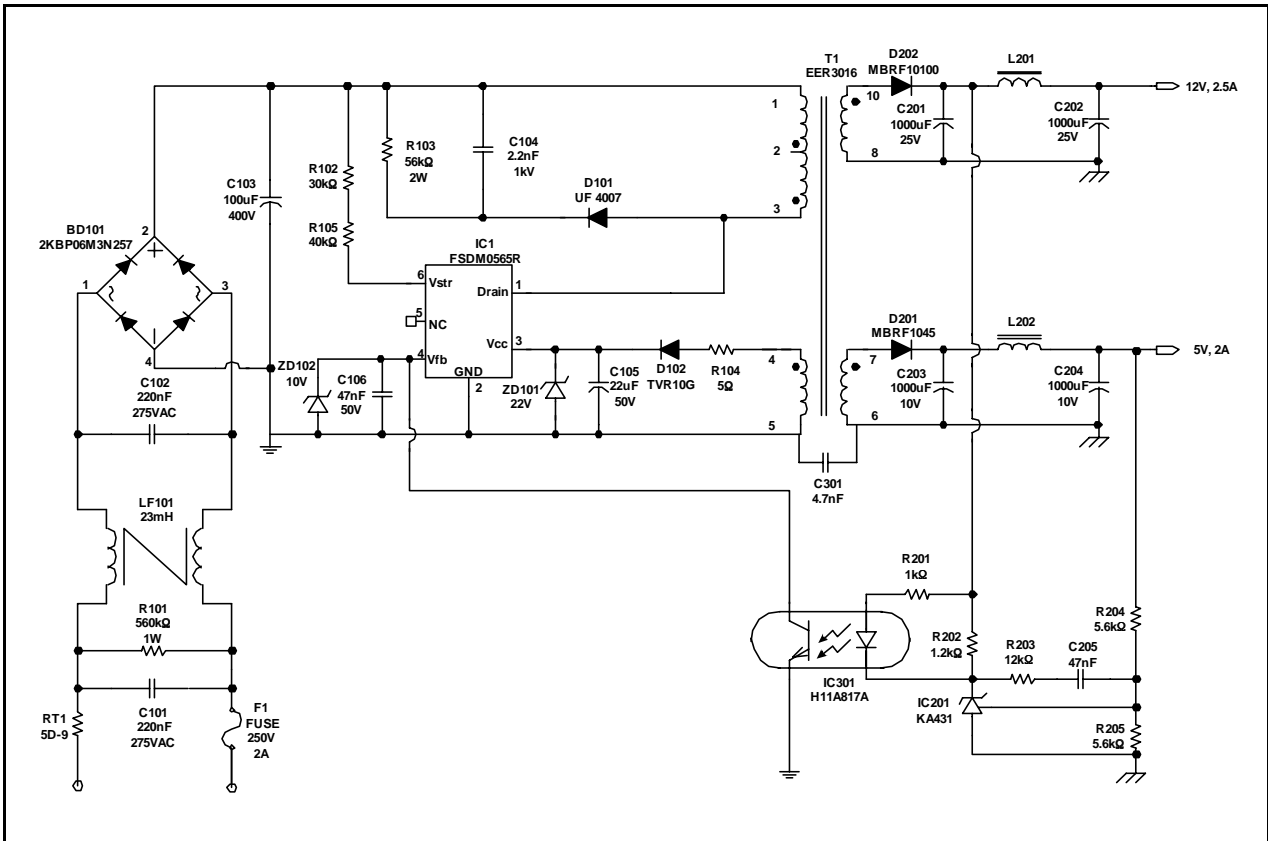 T1
EER3016
D202
MBRF10100
L201
1
10
12V, 2.5A
C201
1000uF
25V
C202
1000uF
25V
R103
56kΩ
2W
C104
2.2nF
1kV
2
8
R102
30kΩ
C103
100uF
400V
D101
UF 4007
3
BD101
2KBP06M3N257
2
R105
40kΩ
IC1
FSDM0565R
1
3
6
Vstr
Drain
1
5
NC
D201
MBRF1045
L202
Vcc
3
4
Vfb
4
7
5V, 2A
4
GND
2
ZD102
10V
C106
47nF
50V
ZD101
22V
C105
22uF
50V
D102
TVR10G
R104
5Ω
C203
1000uF
10V
C204
1000uF
10V
C102
220nF
275VAC
5
6
C301
4.7nF
LF101
23mH
R201
1kΩ
R101
560kΩ
1W
R204
5.6kΩ
R202
1.2kΩ
R203
12kΩ
C205
47nF
IC301
H11A817A
IC201
KA431
RT1
5D-9
C101
220nF
275VAC
F1
FUSE
250V
2A
R205
5.6kΩ